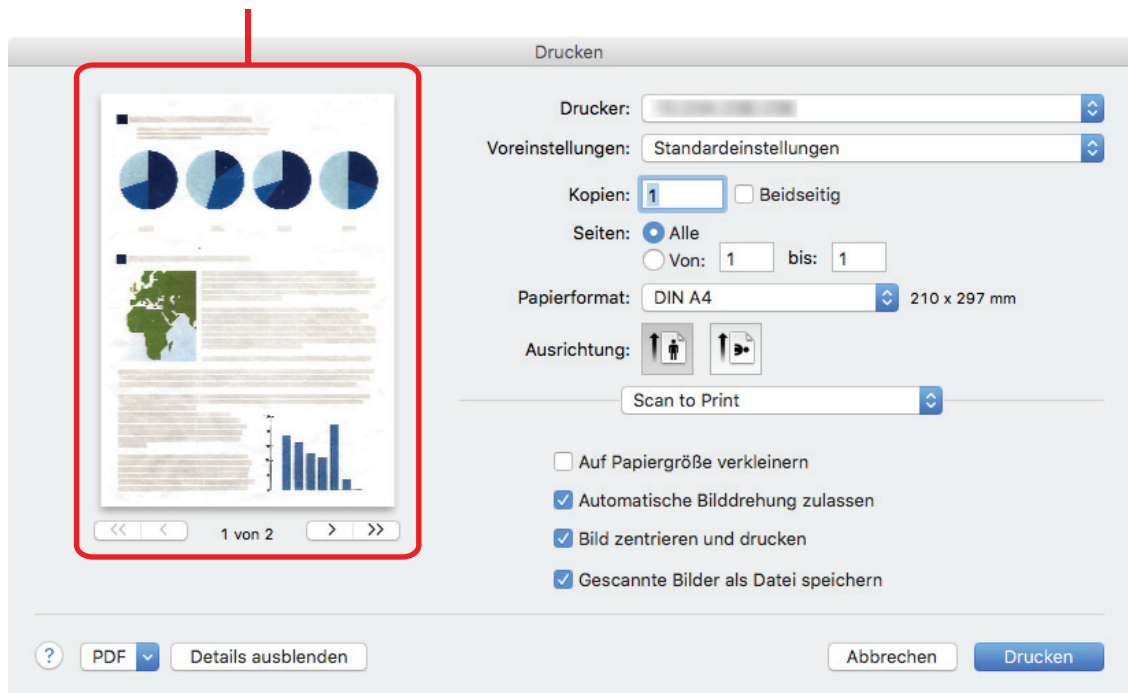 Drucken
Drucker:
Voreinstellungen: Standardeinstellungen
Kopien: 1 Beidseitig
Seiten: Alle
Von: 1 bis: 1
Papierformat: DIN A4 210 x 297 mm
Ausrichtung:
Scan to Print
Auf Papiergröße verkleinern
Automatische Bilddrehung zulassen
Bild zentrieren und drucken
Gescannte Bilder als Datei speichern
<< < 1 von 2 > >>
? PDF Details ausblenden Abbrechen Drucken